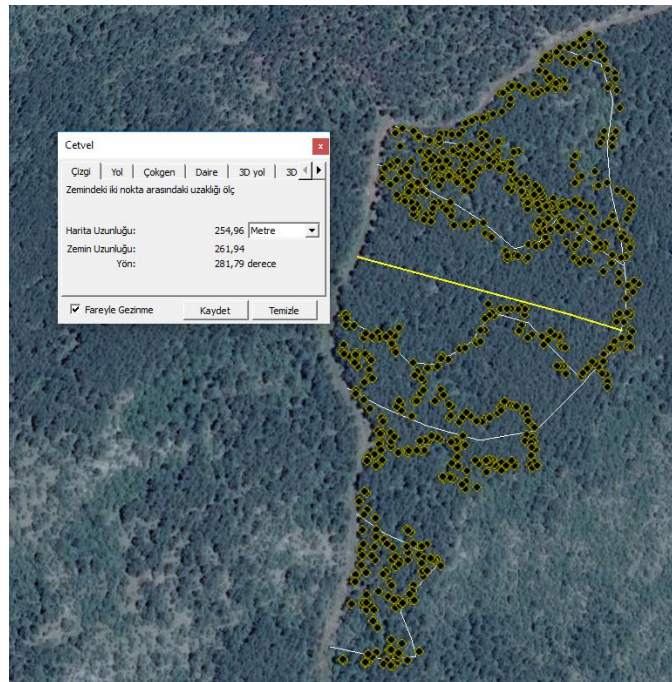 Cetvel
x
Çizgi Yol Çokgen Daire 3D yol 3D
Zemindeki iki nokta arasındaki uzaklığı ölç
Harita Uzunluğu: 254,96 Metre
Zemin Uzunluğu: 261,94
Yön: 281,79 derece
Fareyle Gezinme Kaydet Temizle